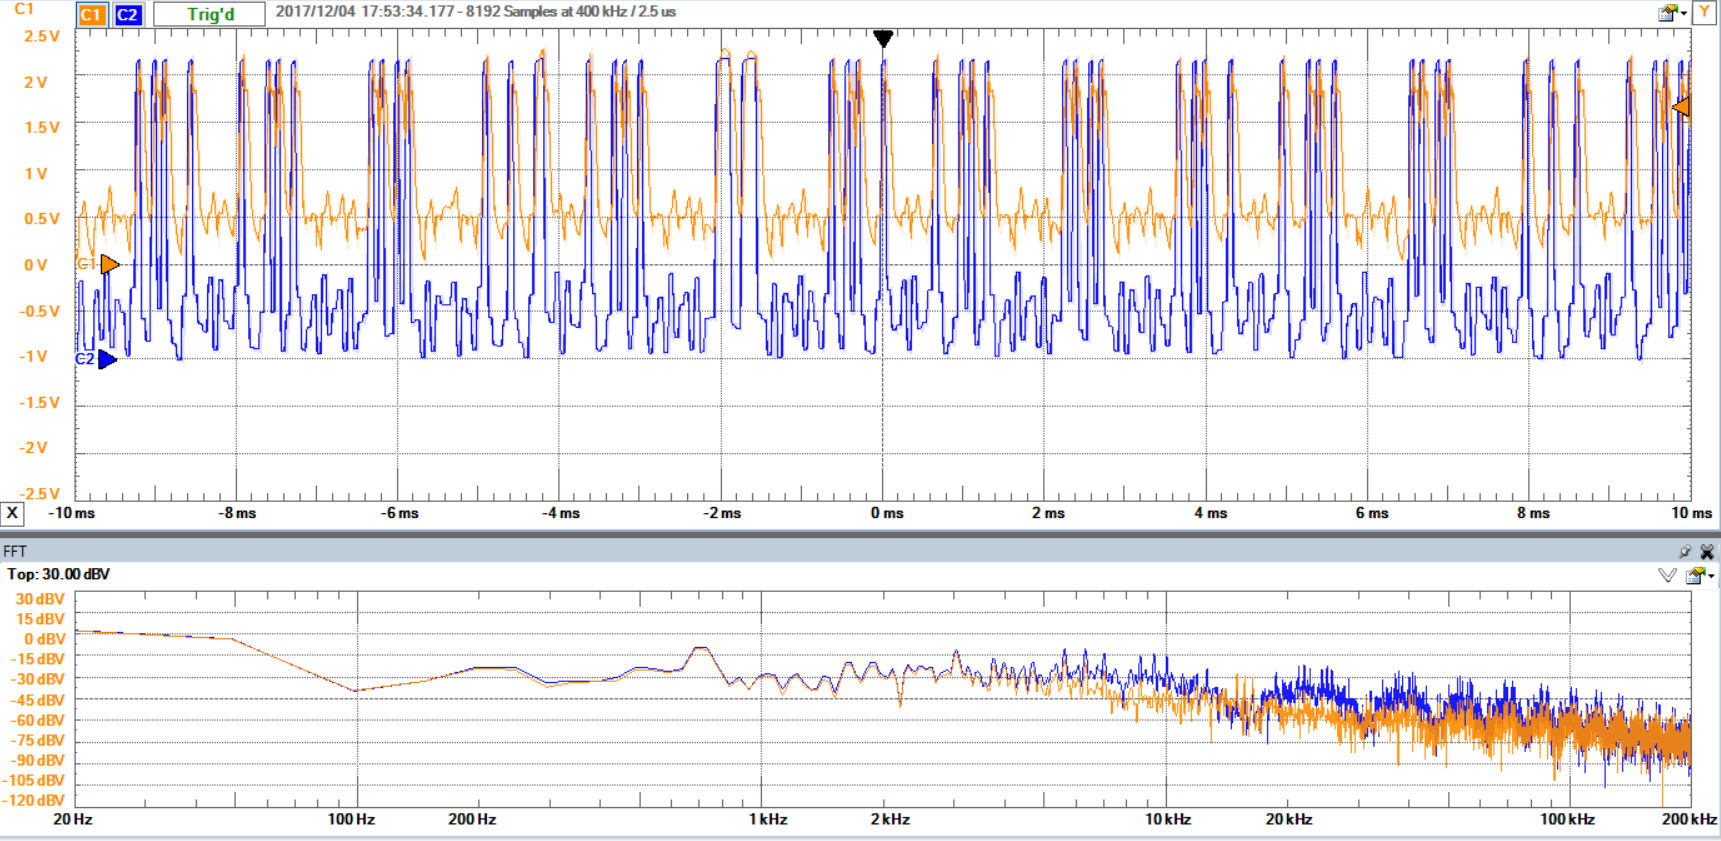 C1
C1 C2 Trig'd 2017/12/04 17:53:34.177 - 8192 Samples at 400 kHz / 2.5 us Y
2.5 V
2 V
1.5 V
1 V
0.5 V
C1
0 V
-0.5 V
C2
-1 V
-1.5 V
-2 V
-2.5 V
X -10 ms -8 ms -6 ms -4 ms -2 ms 0 ms 2 ms 4 ms 6 ms 8 ms 10 ms
FFT
Top: 30.00 dBV
30 dBV
15 dBV
0 dBV
-15 dBV
-30 dBV
-45 dBV
-60 dBV
-75 dBV
-90 dBV
-105 dBV
-120 dBV
20 Hz 100 Hz 200 Hz 1 kHz 2 kHz 10 kHz 20 kHz 100 kHz 200 kHz